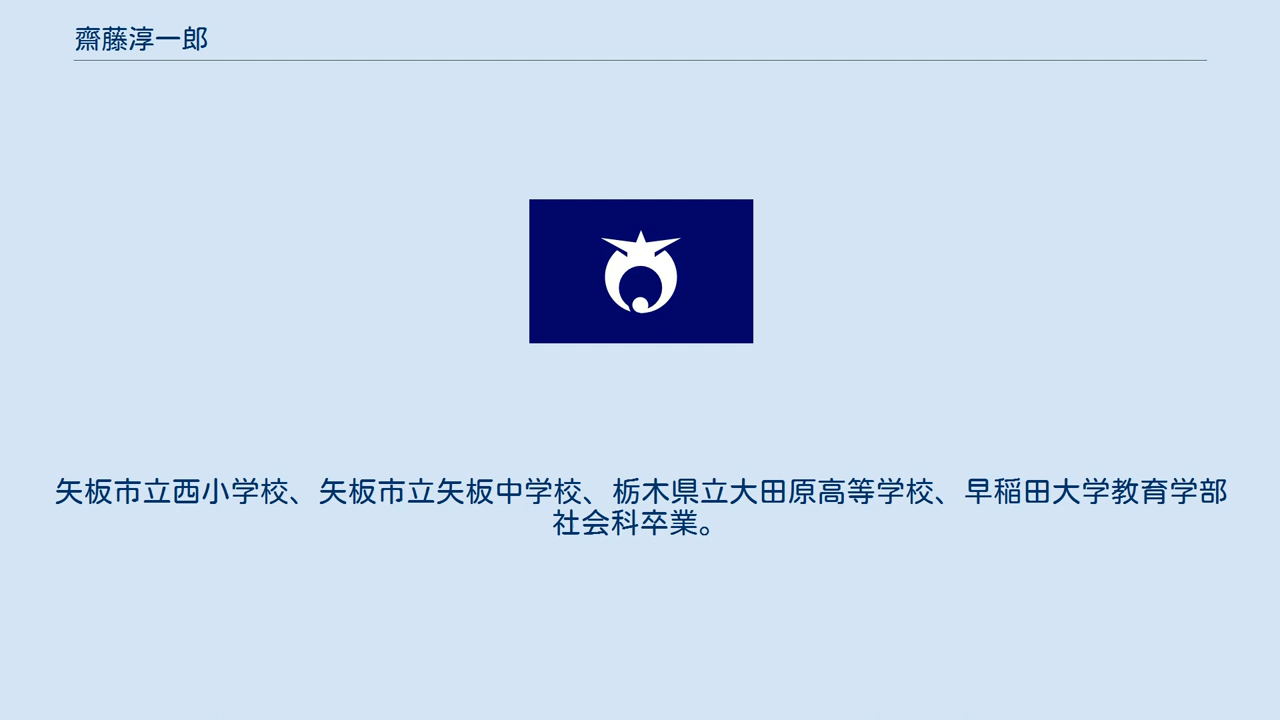 齋藤淳一郎
矢板市立西小学校、矢板市立矢板中学校、栃木県立大田原高等学校、早稲田大学教育学部
社会科卒業。